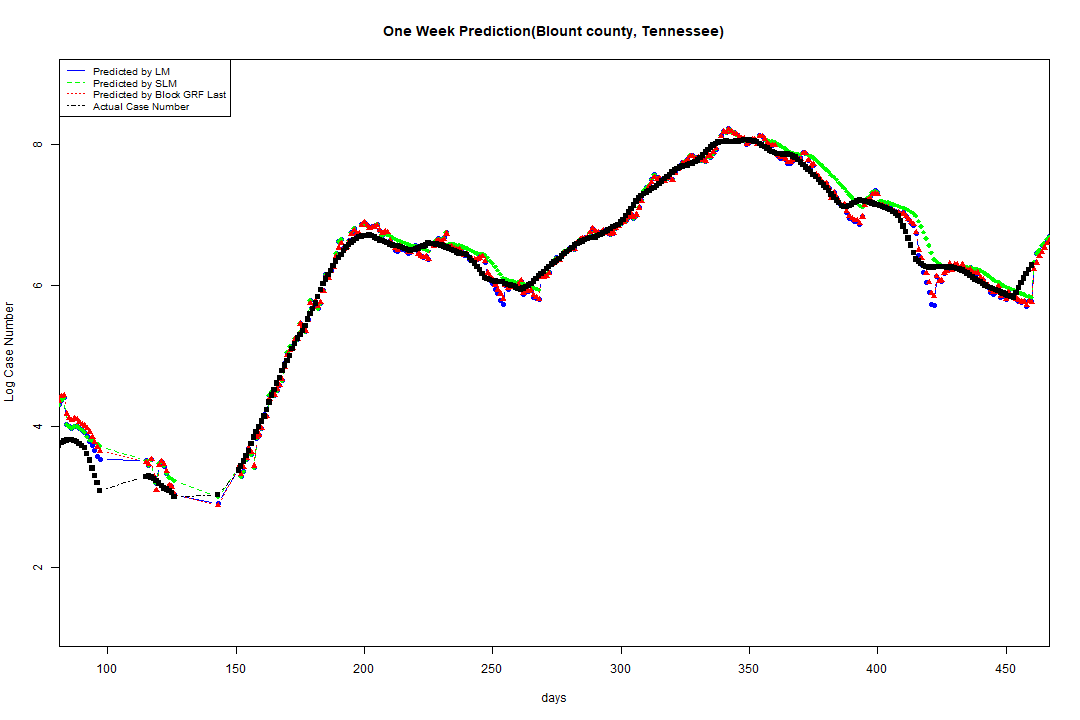 One Week Prediction(Blount county, Tennessee)
Predicted by LM
Predicted by SLM
Predicted by Block GRF Last
Actual Case Number
Log Case Number
8
6
4
2
100 150 200 250 300 350 400 450
days